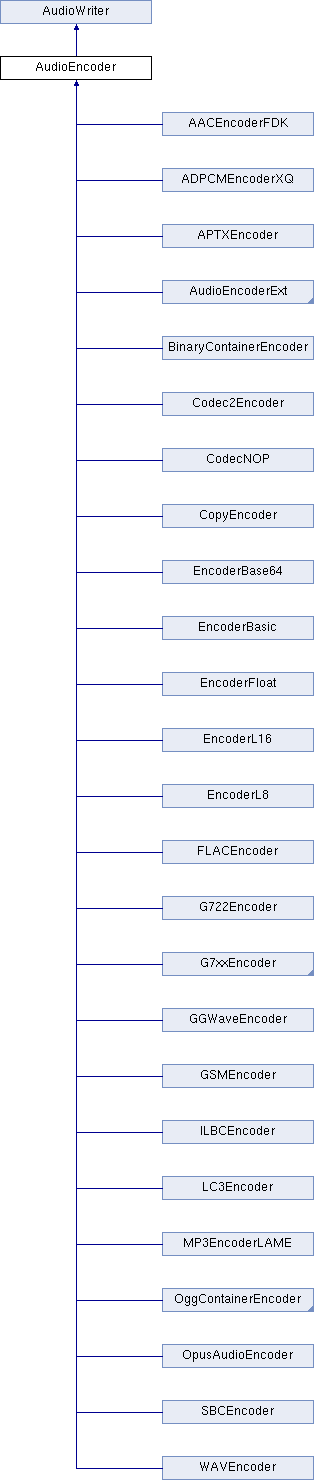 AudioWriter
AudioEncoder
AACEncoderFDK
ADPCMEncoderXQ
APTXEncoder
AudioEncoderExt
BinaryContainerEncoder
Codec2Encoder
CodecNOP
CopyEncoder
EncoderBase64
EncoderBasic
EncoderFloat
EncoderL16
EncoderL8
FLACEncoder
G722Encoder
G7xxEncoder
GGWaveEncoder
GSMEncoder
ILBCEncoder
LC3Encoder
MP3EncoderLAME
OggContainerEncoder
OpusAudioEncoder
SBCEncoder
WAVEncoder